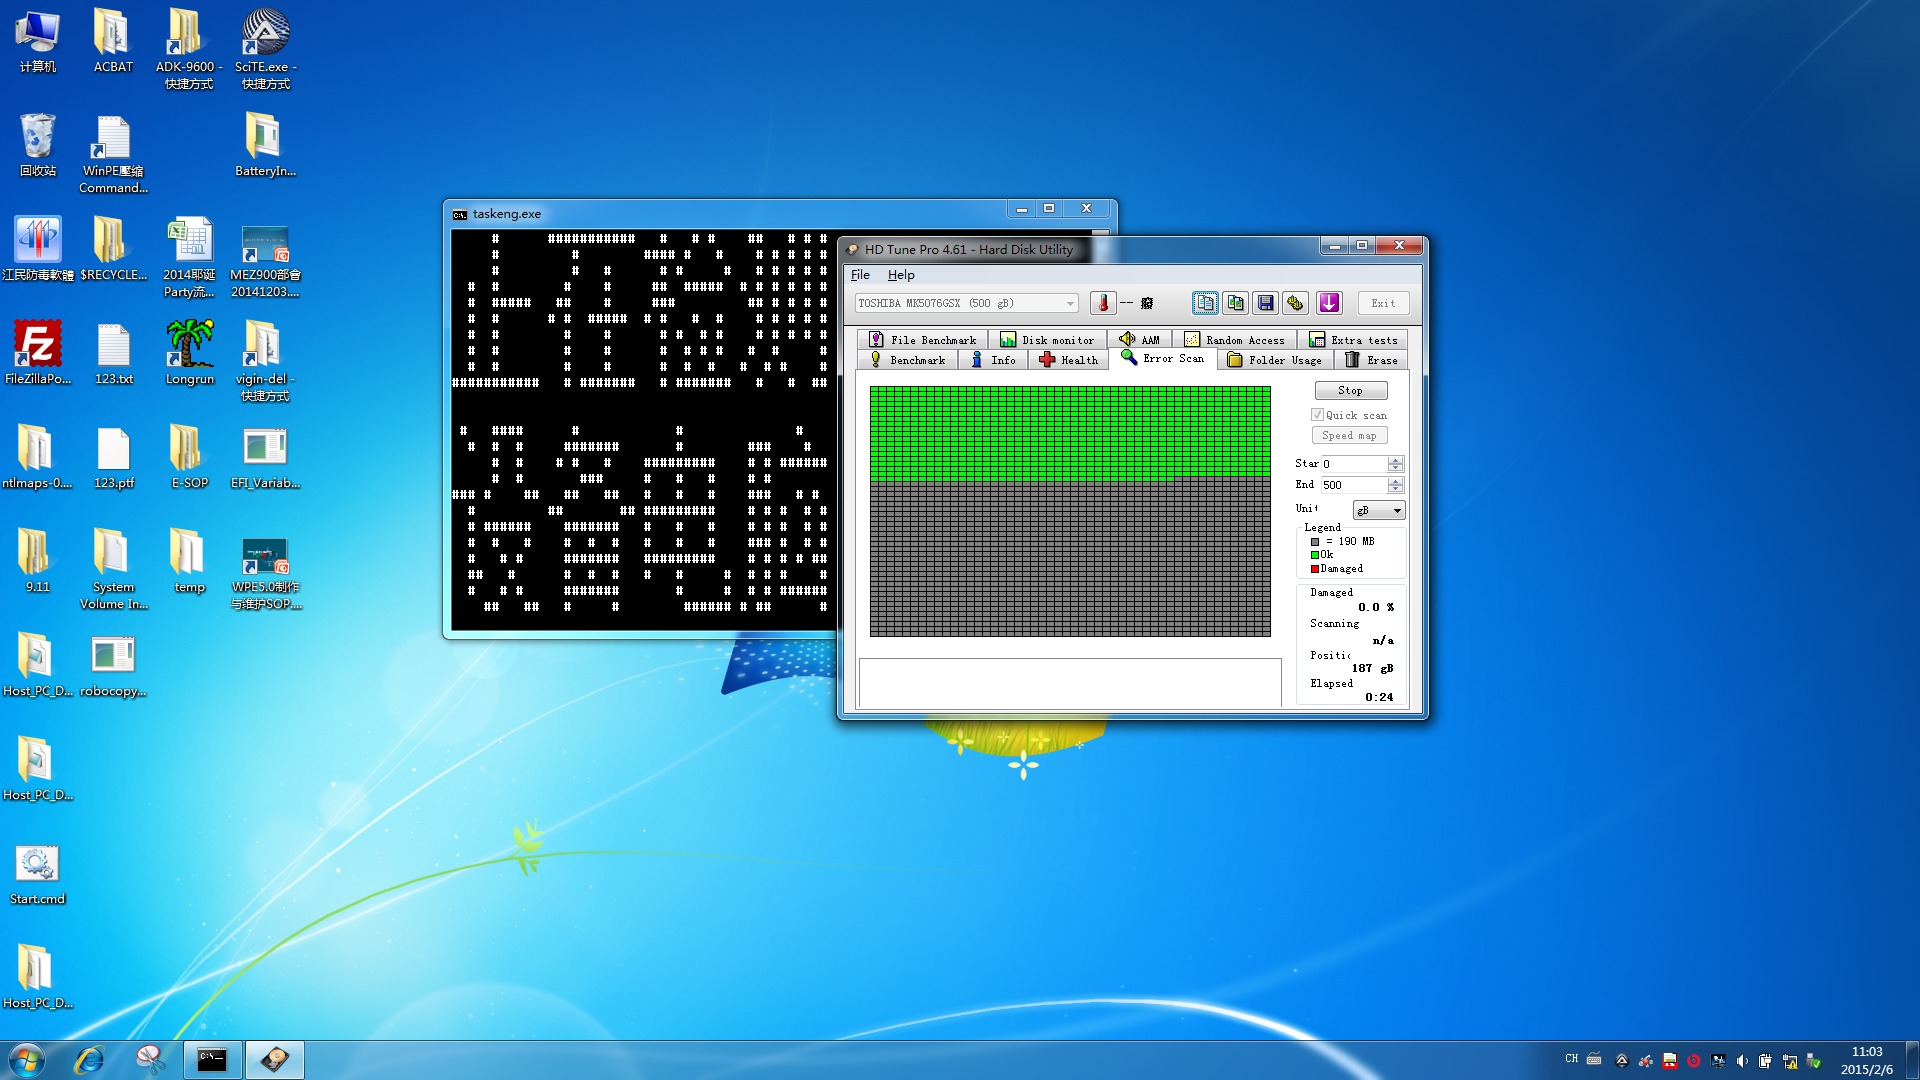 计算机
ACBAT
ADK-9600 -
快捷方式
SciTE.exe -
快捷方式
回收站
WinPE壓缩
Command...
BatteryIn...
江民防毒軟體
$RECYCLE...
2014耶诞
Party流...
MEZ900部會
20141203....
FileZillaPo...
123.txt
Longrun
vigin-del -
快捷方式
ntlmaps-0....
123.ptf
E-SOP
EFI_Variab...
9.11
System
Volume In...
temp
WPE5.0制作
与维护SOP....
Host_PC_D...
robocopy...
Host_PC_D...
Start.cmd
Host_PC_D...
taskeng.exe
HD Tune Pro 4.61 - Hard Disk Utility
File Help
TOSHIBA MK5076GSX (500 gB)
--
Exit
File Benchmark
Disk monitor
AAM
Random Access
Extra tests
Benchmark
Info
Health
Error Scan
Folder Usage
Erase
Stop
Quick scan
Speed map
Star 0
End 500
Unit gB
Legend
= 190 MB
Ok
Damaged
Damaged
0.0 %
Scanning
n/a
Positic
187 gB
Elapsed
0:24
CH
11:03
2015/2/6